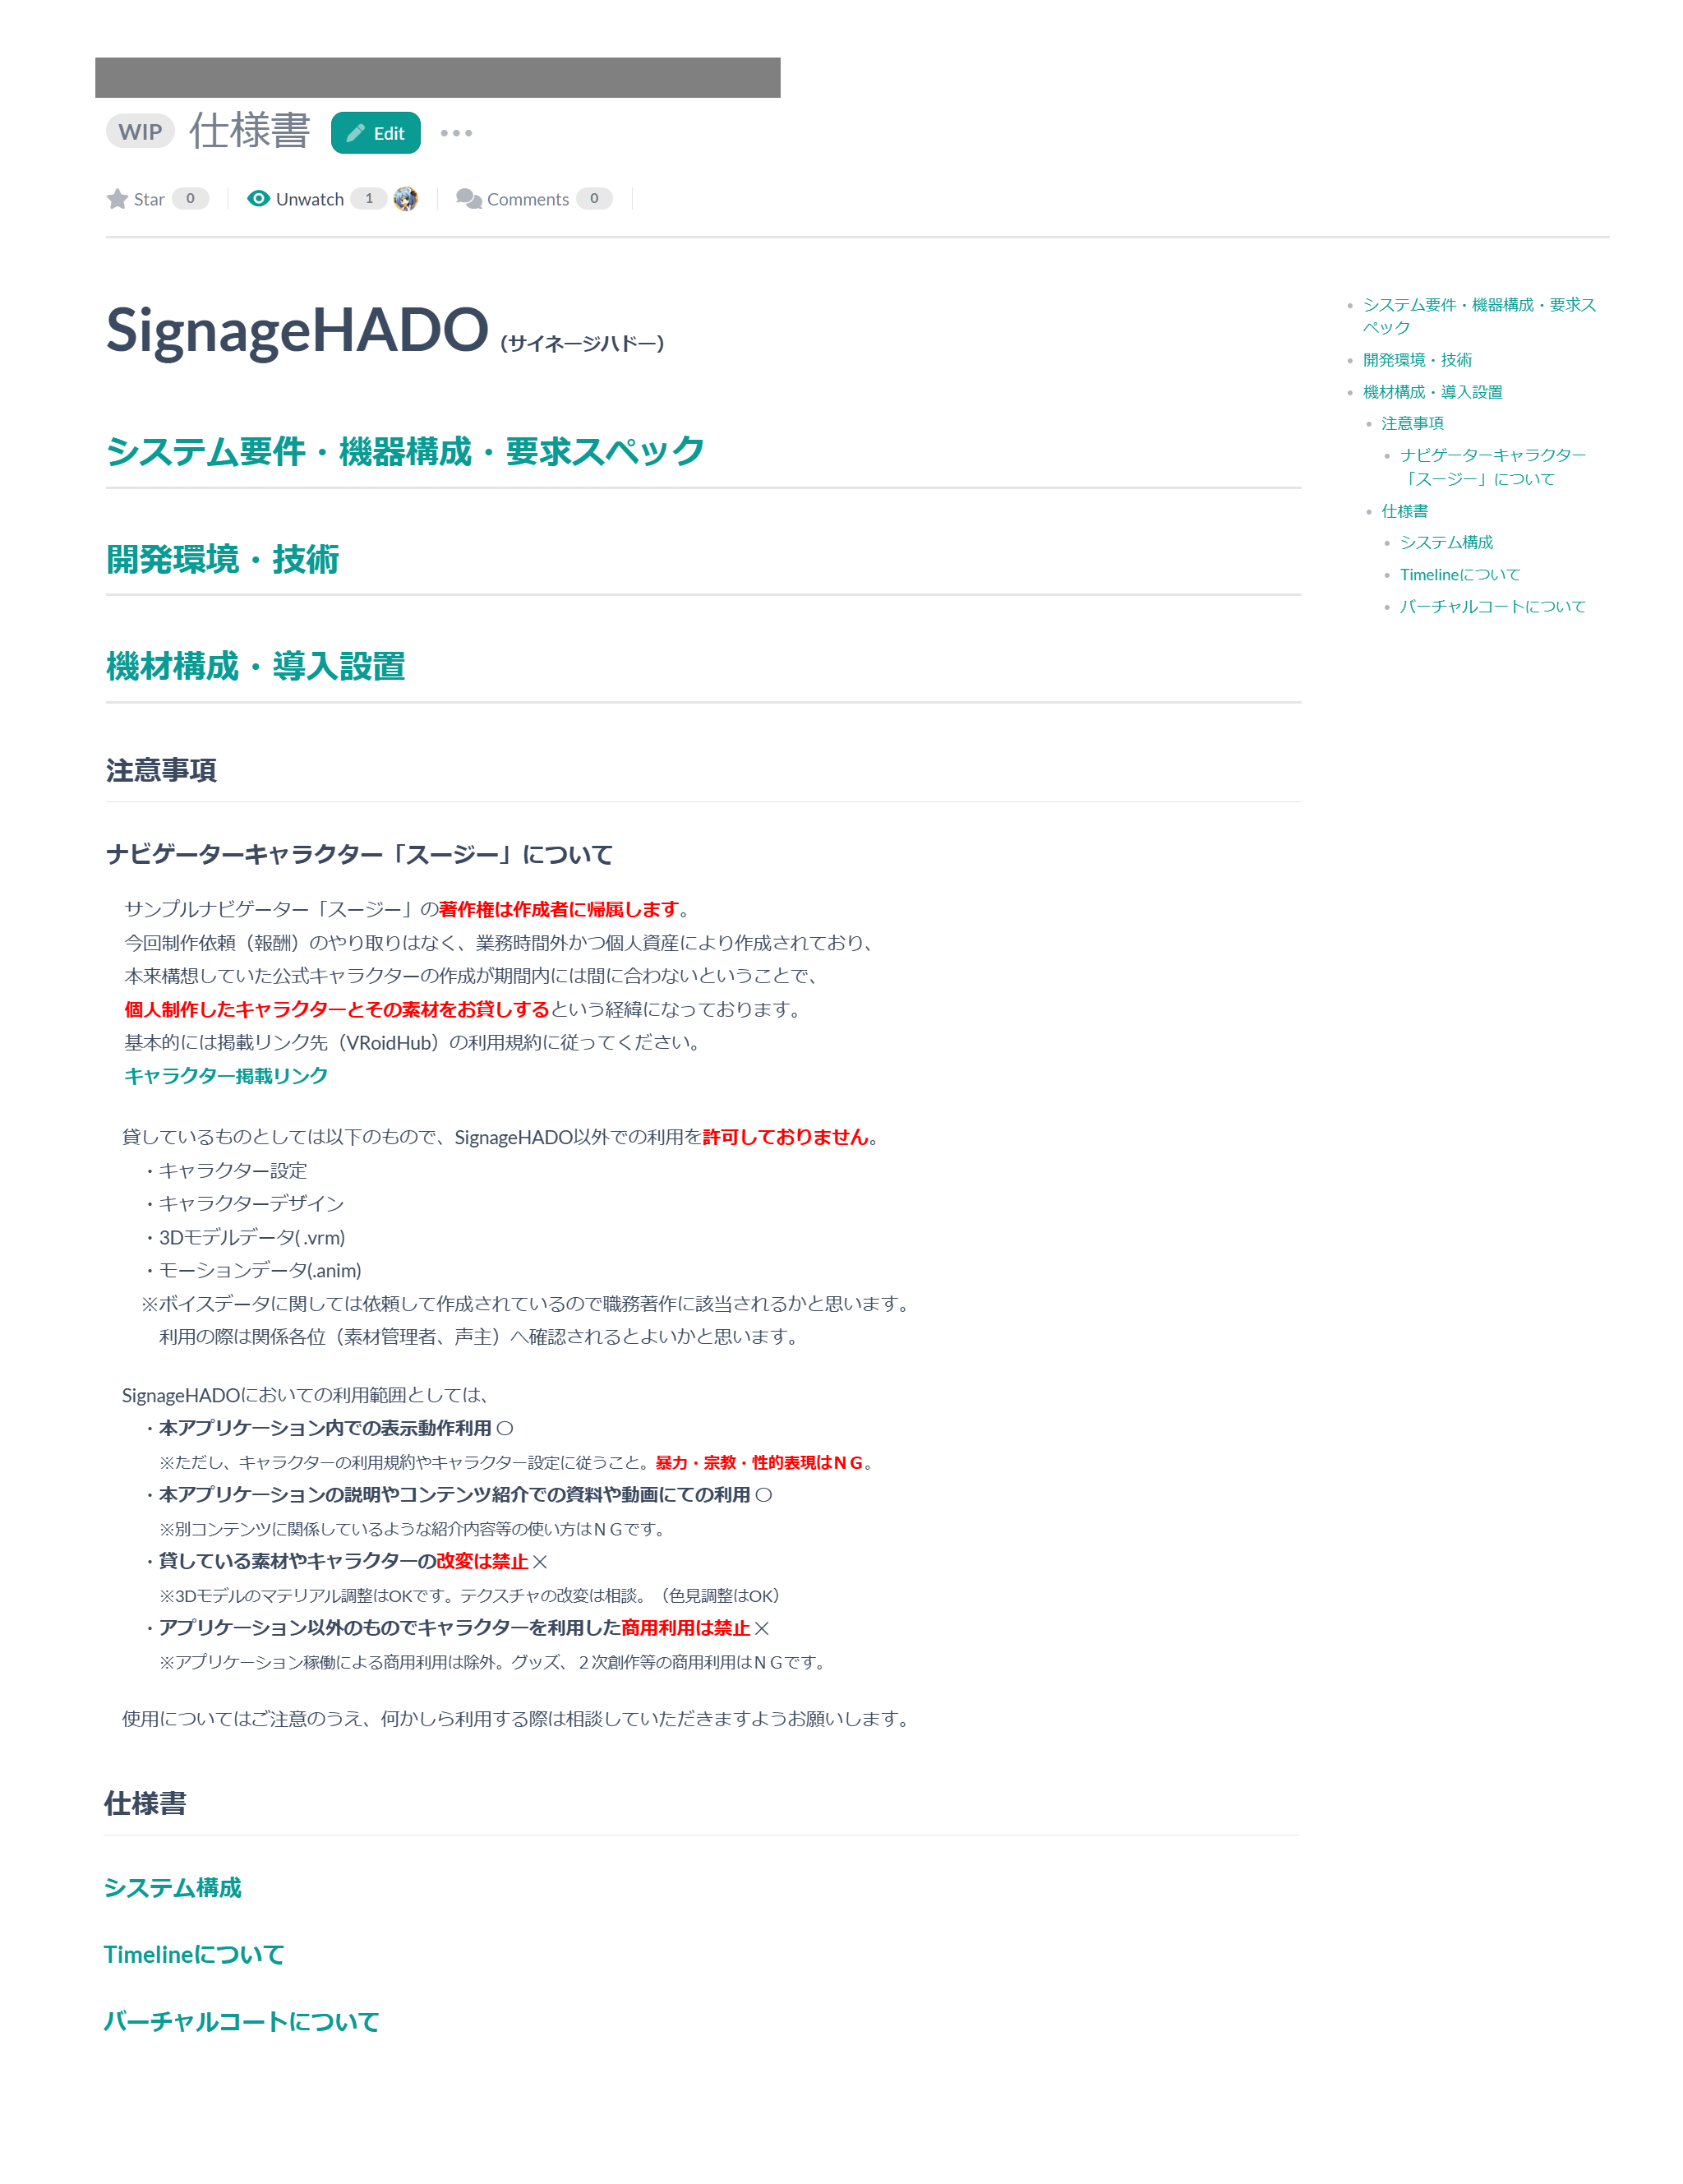 WIP 仕様書 Edit
Star 0 Unwatch 1 Comments 0
SignageHADO（サイネージハドー）
システム要件・機器構成・要求スペック
開発環境・技術
機材構成・導入設置
注意事項
ナビゲーターキャラクター「スージー」について
サンプルナビゲーター「スージー」の著作権は作成者に帰属します。
今回制作依頼（報酬）のやり取りはなく、業務時間外かつ個人資産により作成されており、
本来構想していた公式キャラクターの作成が期間内には間に合わないということで、
個人制作したキャラクターとその素材をお貸しするという経緯になっております。
基本的には掲載リンク先（VRoidHub）の利用規約に従ってください。
キャラクター掲載リンク
貸しているものとしては以下のもので、SignageHADO以外での利用を許可しておりません。
・キャラクター設定
・キャラクターデザイン
・3Dモデルデータ( .vrm)
・モーションデータ(.anim)
※ボイスデータに関しては依頼して作成されているので職務著作に該当されるかと思います。
利用の際は関係各位（素材管理者、声主）へ確認されるとよいかと思います。
SignageHADOにおいての利用範囲としては、
・本アプリケーション内での表示動作利用 〇
※ただし、キャラクターの利用規約やキャラクター設定に従うこと。暴力・宗教・性的表現はＮＧ。
・本アプリケーションの説明やコンテンツ紹介での資料や動画にての利用 〇
※別コンテンツに関係しているような紹介内容等の使い方はＮＧです。
・貸している素材やキャラクターの改変は禁止 ×
※3Dモデルのマテリアル調整はOKです。テクスチャの改変は相談。（色見調整はOK）
・アプリケーション以外のものでキャラクターを利用した商用利用は禁止 ×
※アプリケーション稼働による商用利用は除外。グッズ、２次創作等の商用利用はＮＧです。
使用についてはご注意のうえ、何かしら利用する際は相談していただきますようお願いします。
仕様書
システム構成
Timelineについて
バーチャルコートについて
システム要件・機器構成・要求ス
ペック
開発環境・技術
機材構成・導入設置
注意事項
ナビゲーターキャラクター
「スージー」について
仕様書
システム構成
Timelineについて
バーチャルコートについて